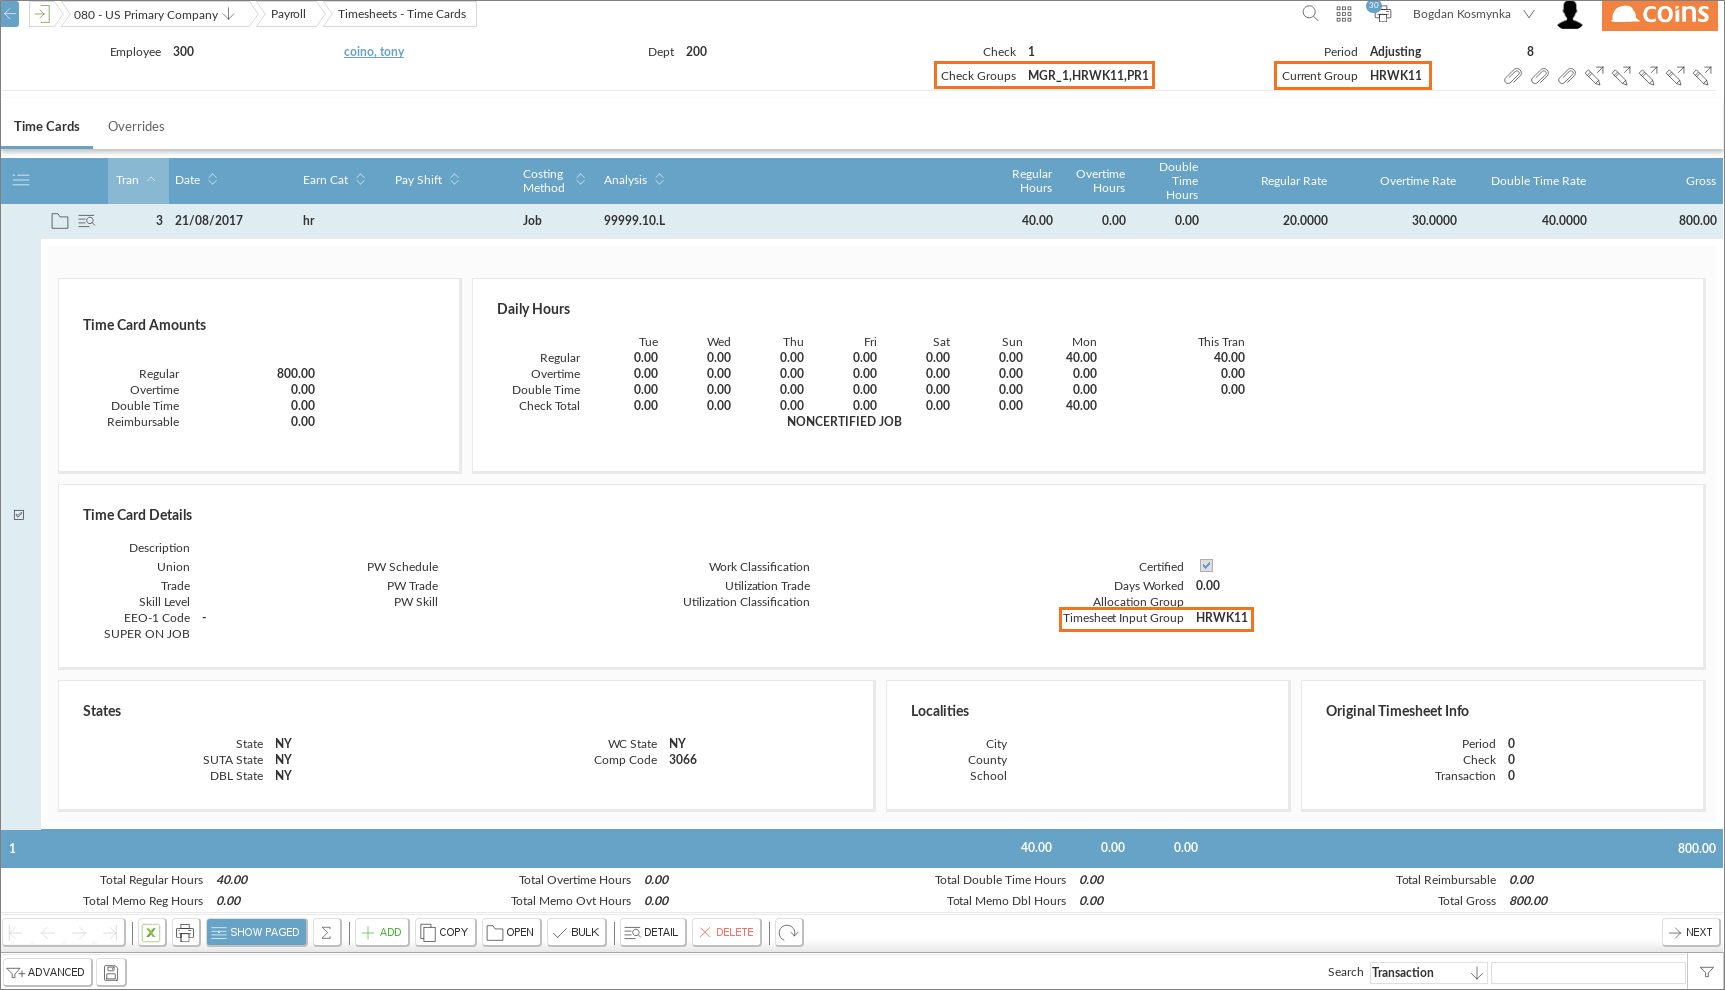 080 - US Primary Company Payroll Timesheets - Time Cards 30 Bogdan Kosmynka coins
Employee 300 coino, tony Dept 200 Check 1 Period Adjusting 8
Check Groups MGR_1,HRWK11,PR1 Current Group HRWK11
Time Cards Overrides
Tran Date Earn Cat Pay Shift Costing Method Analysis Regular Hours Overtime Hours Double Time Hours Regular Rate Overtime Rate Double Time Rate Gross
3 21/08/2017 hr Job 99999.10.L 40.00 0.00 0.00 20.0000 30.0000 40.0000 800.00
Time Card Amounts
Regular 800.00
Overtime 0.00
Double Time 0.00
Reimbursable 0.00
Daily Hours
Tue Wed Thu Fri Sat Sun Mon This Tran
Regular 0.00 0.00 0.00 0.00 0.00 0.00 40.00 40.00
Overtime 0.00 0.00 0.00 0.00 0.00 0.00 0.00 0.00
Double Time 0.00 0.00 0.00 0.00 0.00 0.00 0.00 0.00
Check Total 0.00 0.00 0.00 0.00 0.00 0.00 40.00
NONCERTIFIED JOB
Time Card Details
Description
Union PW Schedule Work Classification Certified
Trade PW Trade Utilization Trade Days Worked 0.00
Skill Level PW Skill Utilization Classification Allocation Group
EEO-1 Code - Timesheet Input Group HRWK11
SUPER ON JOB
States
State NY WC State NY
SUTA State NY Comp Code 3066
DBL State NY
Localities
City
County
School
Original Timesheet Info
Period 0
Check 0
Transaction 0
1 40.00 0.00 0.00 800.00
Total Regular Hours 40.00 Total Overtime Hours 0.00 Total Double Time Hours 0.00 Total Reimbursable 0.00
Total Memo Reg Hours 0.00 Total Memo Ovt Hours 0.00 Total Memo Dbl Hours 0.00 Total Gross 800.00
SHOW PAGED Σ ADD COPY OPEN BULK DETAIL DELETE NEXT
ADVANCED Search Transaction